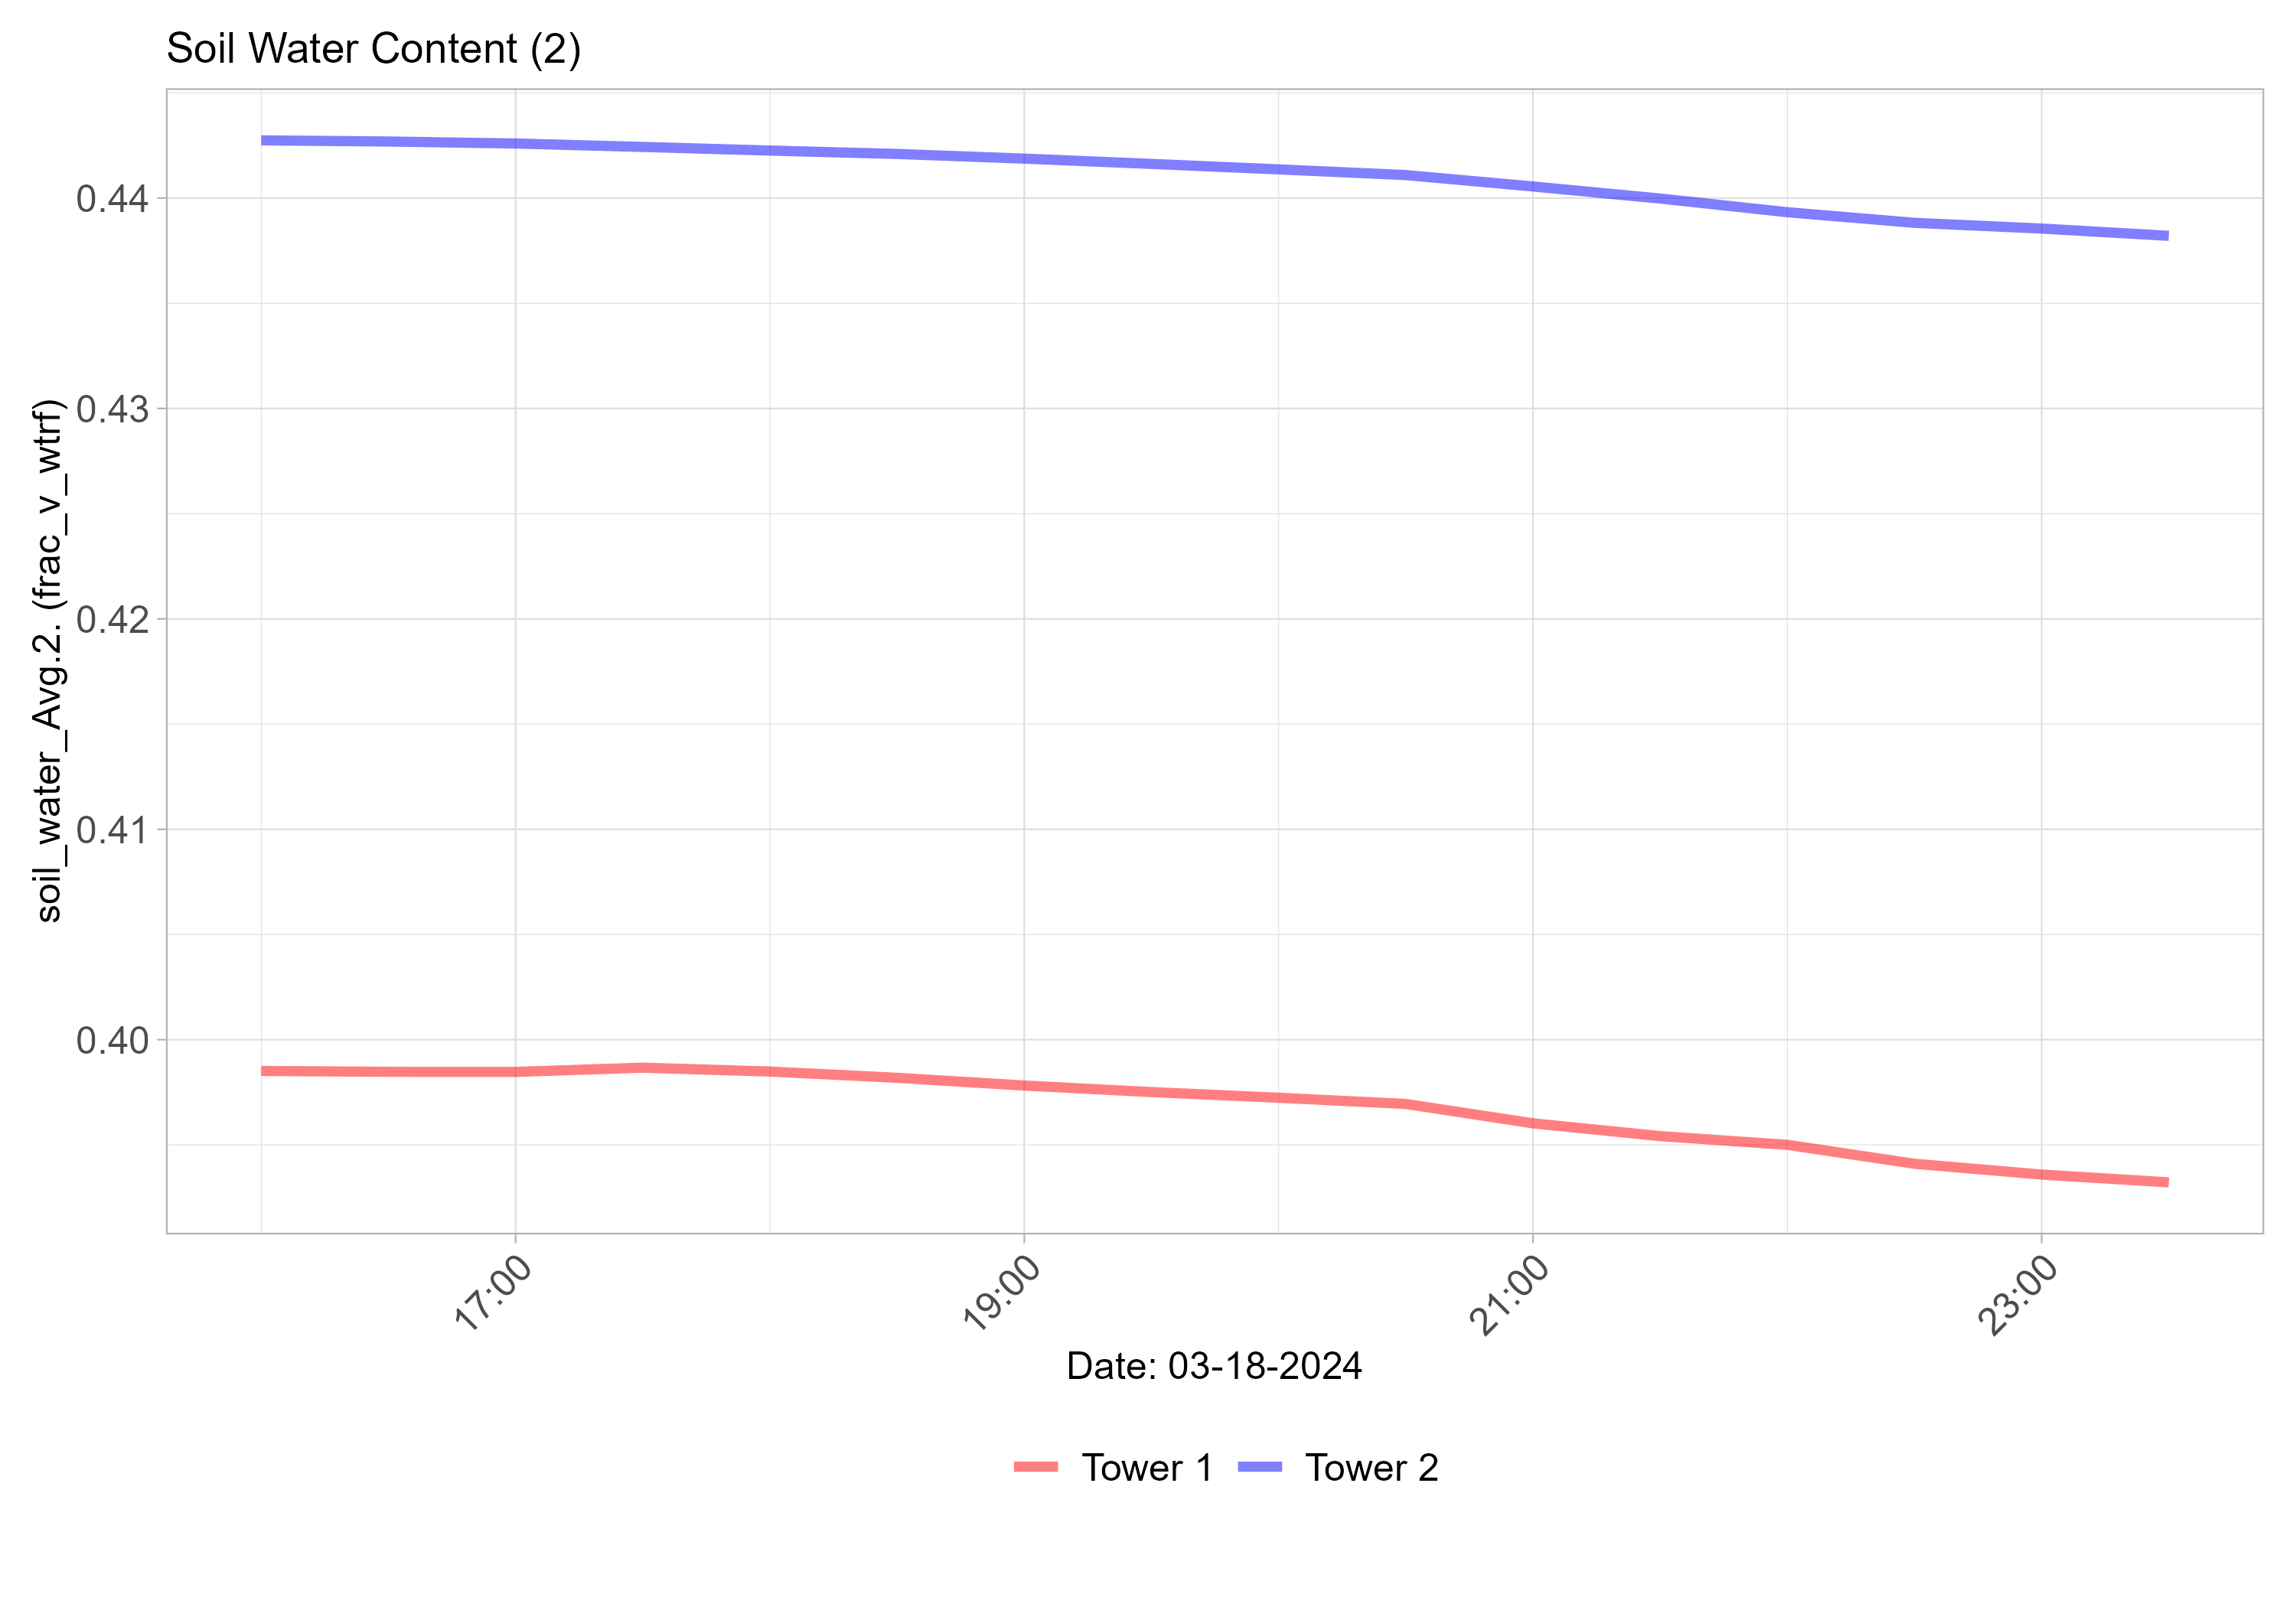 Soil Water Content (2)
soil_water_Avg.2. (frac_v_wtrf)
0.44
0.43
0.42
0.41
0.40
17:00
19:00
21:00
23:00
Date: 03-18-2024
Tower 1
Tower 2